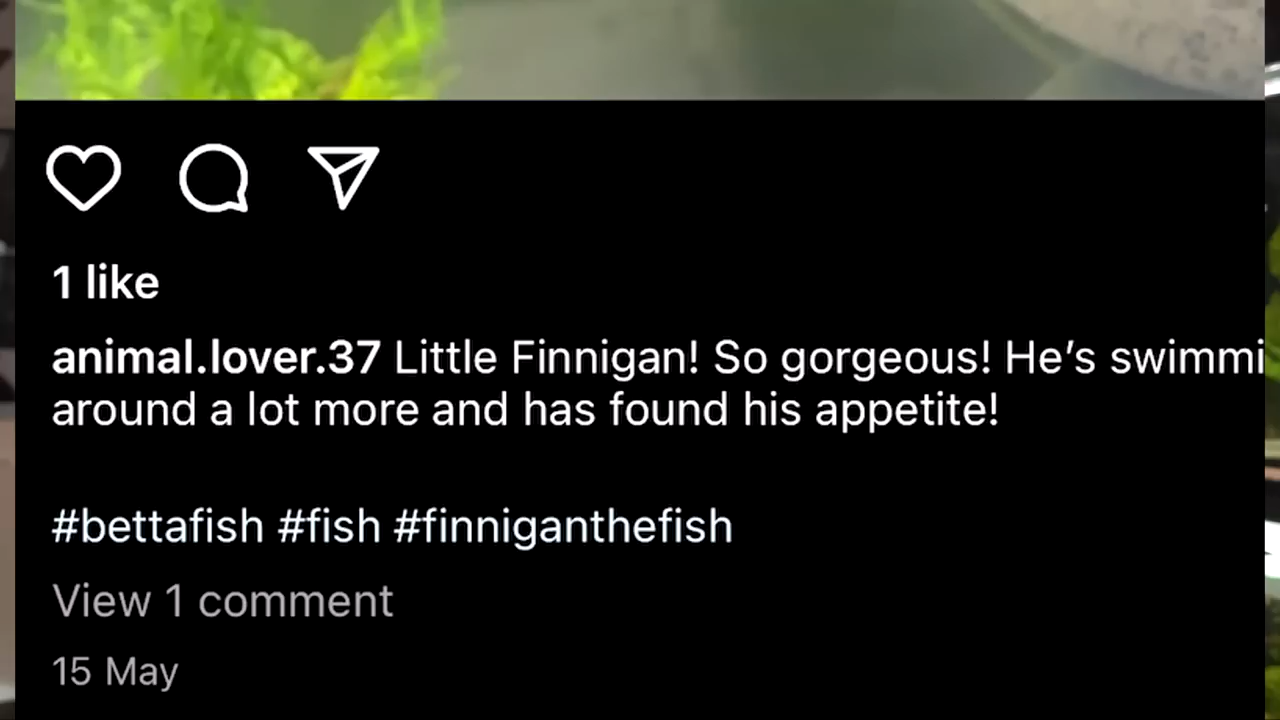 1 like
animal.lover.37 Little Finnigan! So gorgeous! He’s swimmi
around a lot more and has found his appetite!
#bettafish #fish #finniganthefish
View 1 comment
15 May